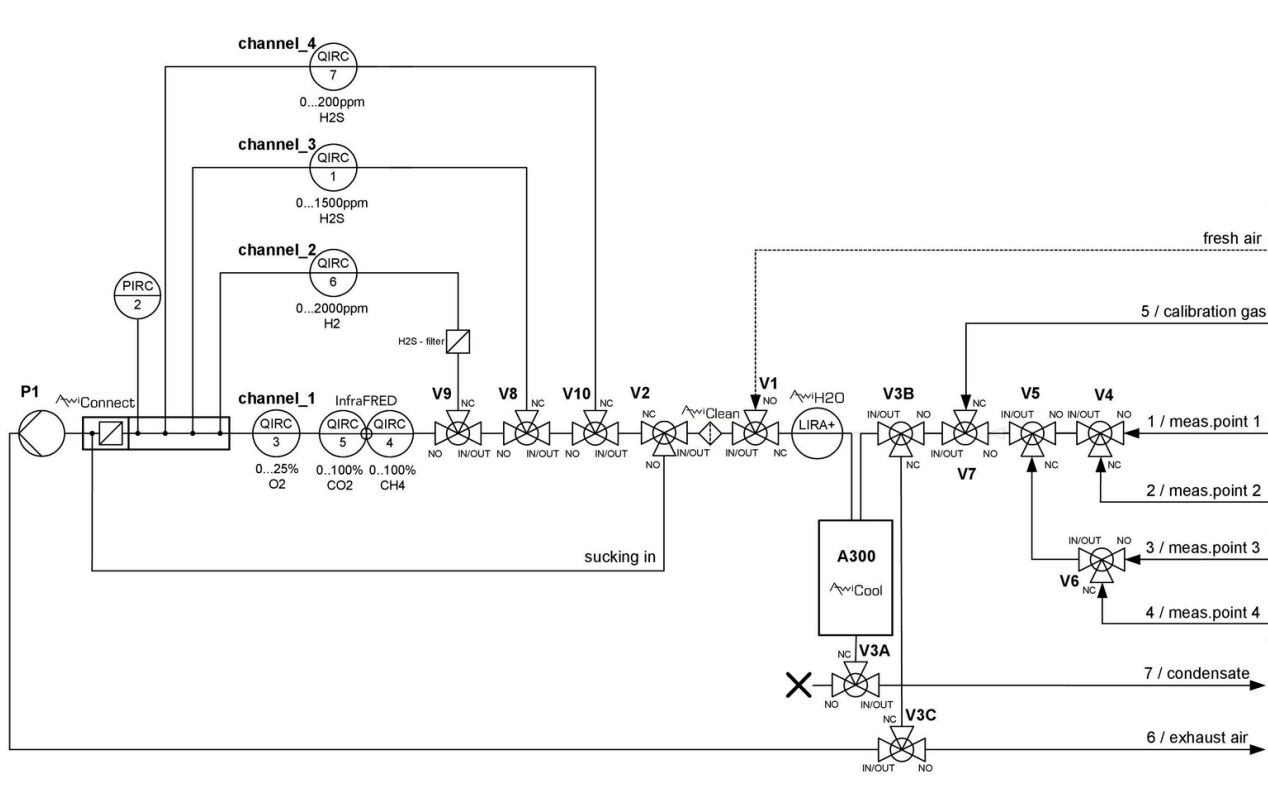 channel_4
QIRC
7
0...200ppm
H2S
channel_3
QIRC
1
0...1500ppm
H2S
fresh air
channel_2
QIRC
6
0...2000ppm
H2
PIRC
2
5 / calibration gas
H2S - filter
P1
AwiConnect
channel_1
InfraFRED
V9
V8
V10
V2
V1
AwiH2O
V3B
V5
V4
NC
NC
NC
NC
AwiClean
NO
IN/OUT
NO
NC
IN/OUT
NO
IN/OUT
NO
1 / meas.point 1
QIRC
3
QIRC
5
QIRC
4
LIRA+
NO
IN/OUT
NO
IN/OUT
NO
IN/OUT
NO
IN/OUT
IN/OUT
NC
NC
IN/OUT
NO
NC
NC
V7
0...25%
O2
0..100%
CO2
0..100%
CH4
2 / meas.point 2
sucking in
A300
AwiCool
IN/OUT
NO
3 / meas.point 3
V6
NC
4 / meas.point 4
NC
V3A
7 / condensate
NO
IN/OUT
NC
V3C
6 / exhaust air
IN/OUT
NO